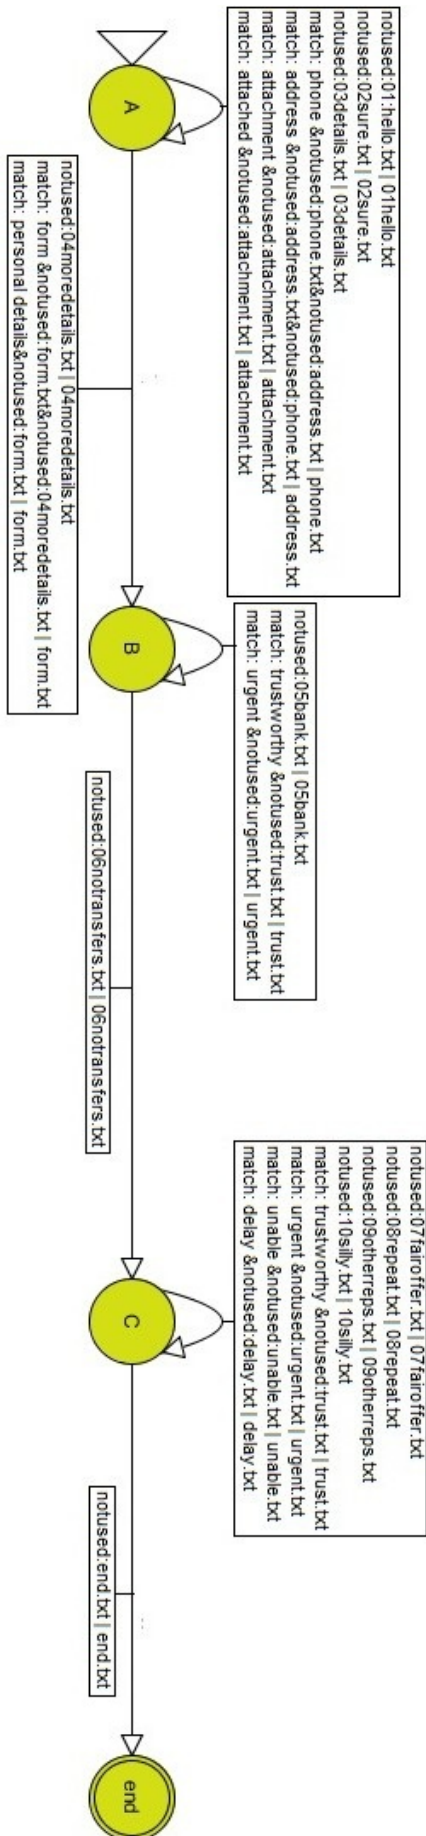 notused:01:hello.txt | 01hello.txt
notused:02sure.txt | 02sure.txt
notused:03details.txt | 03details.txt
match: phone &notused:phone.txt&notused:address.txt | phone.txt
match: address &notused:address.txt&notused:phone.txt | address.txt
match: attachment &notused:attachment.txt | attachment.txt
match: attached &notused:attachment.txt | attachment.txt
A
notused:04moredetails.txt | 04moredetails.txt
match: form &notused:form.txt&notused:04moredetails.txt | form.txt
match: personal details&notused:form.txt | form.txt
notused:05bank.txt | 05bank.txt
match: trustworthy &notused:trust.txt | trust.txt
match: urgent &notused:urgent.txt | urgent.txt
B
notused:06notransfers.txt | 06notransfers.txt
notused:07fairoffer.txt | 07fairoffer.txt
notused:08repeat.txt | 08repeat.txt
notused:09otherreps.txt | 09otherreps.txt
notused:10silly.txt | 10silly.txt
match: trustworthy &notused:trust.txt | trust.txt
match: urgent &notused:urgent.txt | urgent.txt
match: unable &notused:unable.txt | unable.txt
match: delay &notused:delay.txt | delay.txt
C
notused:end.txt | end.txt
end